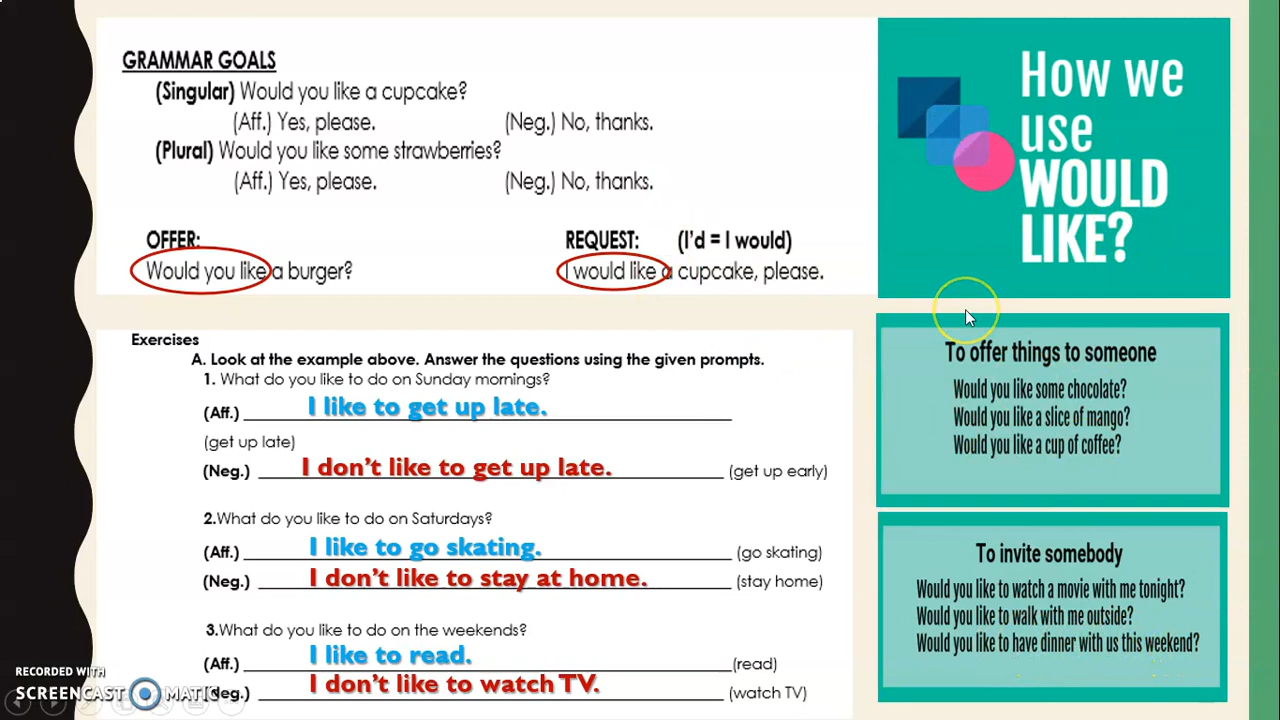 GRAMMAR GOALS
(Singular) Would you like a cupcake?
(Aff.) Yes, please. (Neg.) No, thanks.
(Plural) Would you like some strawberries?
(Aff.) Yes, please. (Neg.) No, thanks.
OFFER: REQUEST: (I'd = I would)
Would you like a burger? I would like a cupcake, please.
How we
use
WOULD
LIKE?
Exercises
A. Look at the example above. Answer the questions using the given prompts.
1. What do you like to do on Sunday mornings?
(Aff.) I like to get up late.
(get up late)
(Neg.) I don't like to get up late. (get up early)
2.What do you like to do on Saturdays?
(Aff.) I like to go skating. (go skating)
(Neg.) I don't like to stay at home. (stay home)
3.What do you like to do on the weekends?
(Aff.) I like to read. (read)
(Neg.) I don't like to watch TV. (watch TV)
To offer things to someone
Would you like some chocolate?
Would you like a slice of mango?
Would you like a cup of coffee?
To invite somebody
Would you like to watch a movie with me tonight?
Would you like to walk with me outside?
Would you like to have dinner with us this weekend?
RECORDED WITH
SCREENCAST MATIC